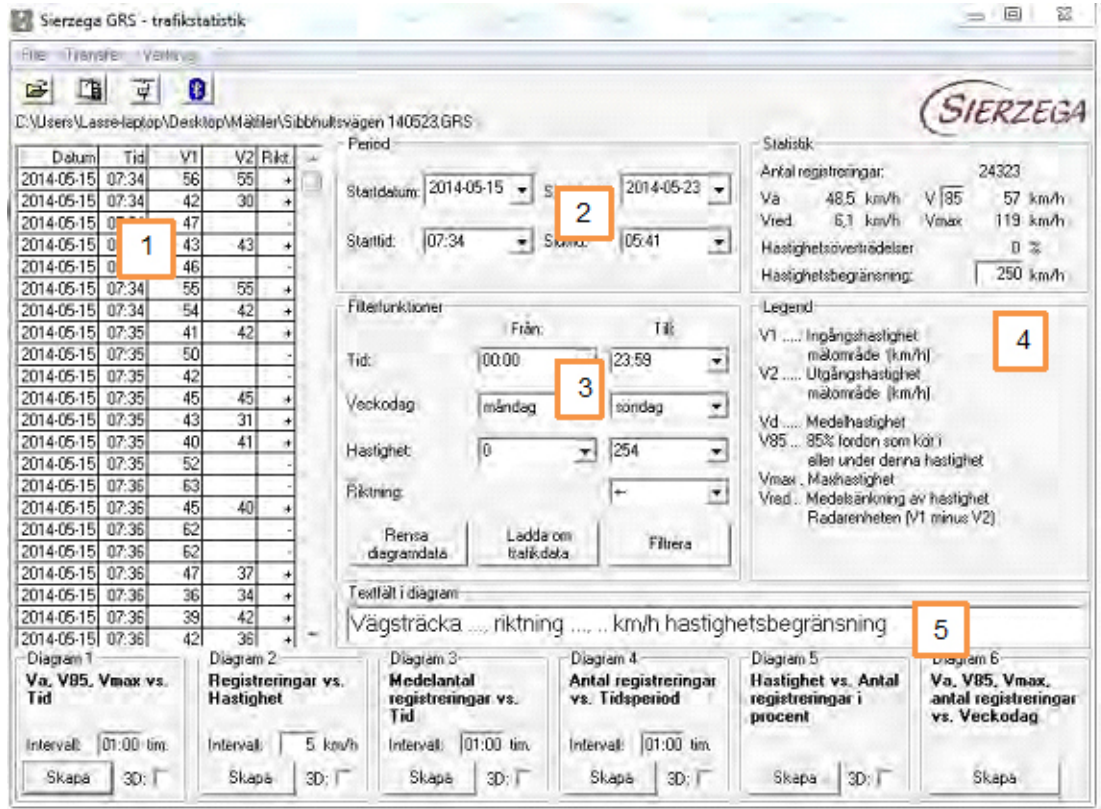 Sierzega GRS - trafikstatistik
File Transfer Verktyg
C:\Users\Lasse-laptop\Desktop\Mätfiler\Sibbhultsvägen 140523.GRS
SIERZEGA
Datum Tid V1 V2 Rikt.
2014-05-15 07:34 56 55 +
2014-05-15 07:34 42 30 +
2014-05-15 47 -
2014-05-15 43 43 +
2014-05-15 46 -
2014-05-15 07:34 55 55 +
2014-05-15 07:34 54 42 +
2014-05-15 07:35 41 42 +
2014-05-15 07:35 50 -
2014-05-15 07:35 42 -
2014-05-15 07:35 45 45 +
2014-05-15 07:35 43 31 +
2014-05-15 07:35 40 41 +
2014-05-15 07:35 52 -
2014-05-15 07:36 63 -
2014-05-15 07:36 45 40 +
2014-05-15 07:36 62 -
2014-05-15 07:36 62 -
2014-05-15 07:36 47 37 +
2014-05-15 07:36 36 34 +
2014-05-15 07:36 39 42 +
2014-05-15 07:36 42 36 +
1
Period
Startdatum: 2014-05-15 2014-05-23
2
Starttid: 07:34 05:41
Filterfunktioner
Från: Till:
Tid: 00:00 23:59
3
Veckodag: måndag söndag
Hastighet: 0 254
Riktning: +-
Rensa diagramdata
Ladda om trafikdata
Filtrera
Statistik
Antal registreringar: 24323
Va 48,5 km/h V 85 57 km/h
Vred 6,1 km/h Vmax 119 km/h
Hastighetsöverträdelser 0 %
Hastighetsbegränsning: 250 km/h
Legend
4
V1 ..... Ingångshastighet
mätområde (km/h)
V2 ..... Utgångshastighet
mätområde (km/h)
Vd ..... Medelhastighet
V85 ... 85% fordon som kör i
eller under denna hastighet
Vmax . Maxhastighet
Vred .. Medelsänkning av hastighet
Radarenheten (V1 minus V2)
Textfält i diagram
Vägsträcka ...., riktning ...., .. km/h hastighetsbegränsning
5
Diagram 1
Va, V85, Vmax vs.
Tid
Intervall: 01:00 tim.
Skapa 3D:
Diagram 2
Registreringar vs.
Hastighet
Intervall: 5 km/h
Skapa 3D:
Diagram 3
Medelantal
registreringar vs.
Tid
Intervall: 01:00 tim.
Skapa 3D:
Diagram 4
Antal registreringar
vs. Tidsperiod
Intervall: 01:00 tim.
Skapa 3D:
Diagram 5
Hastighet vs. Antal
registreringar i
procent
Skapa 3D:
Diagram 6
Va, V85, Vmax,
antal registreringar
vs. Veckodag
Skapa